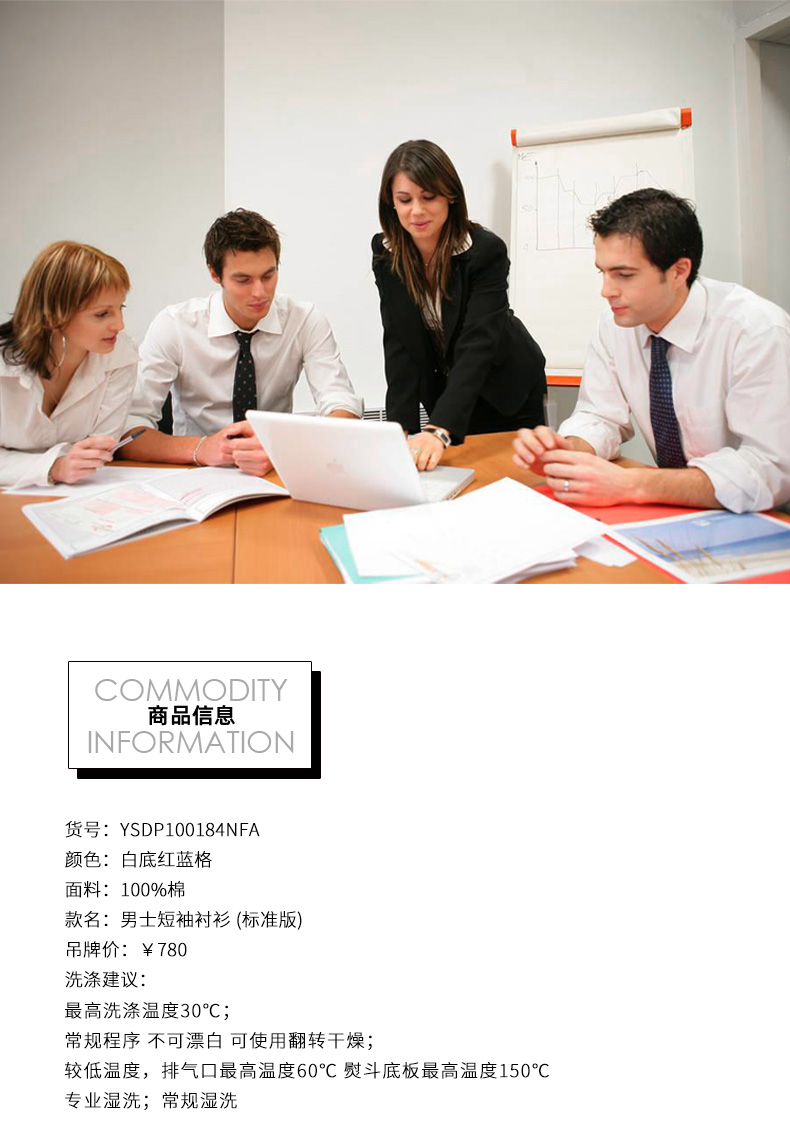 COMMODITY
商品信息
INFORMATION
货号：YSDP100184NFA
颜色：白底红蓝格
面料：100%棉
款名：男士短袖衬衫 (标准版)
吊牌价：￥780
洗涤建议：
最高洗涤温度30℃；
常规程序 不可漂白 可使用翻转干燥；
较低温度，排气口最高温度60℃ 熨斗底板最高温度150℃
专业湿洗；常规湿洗